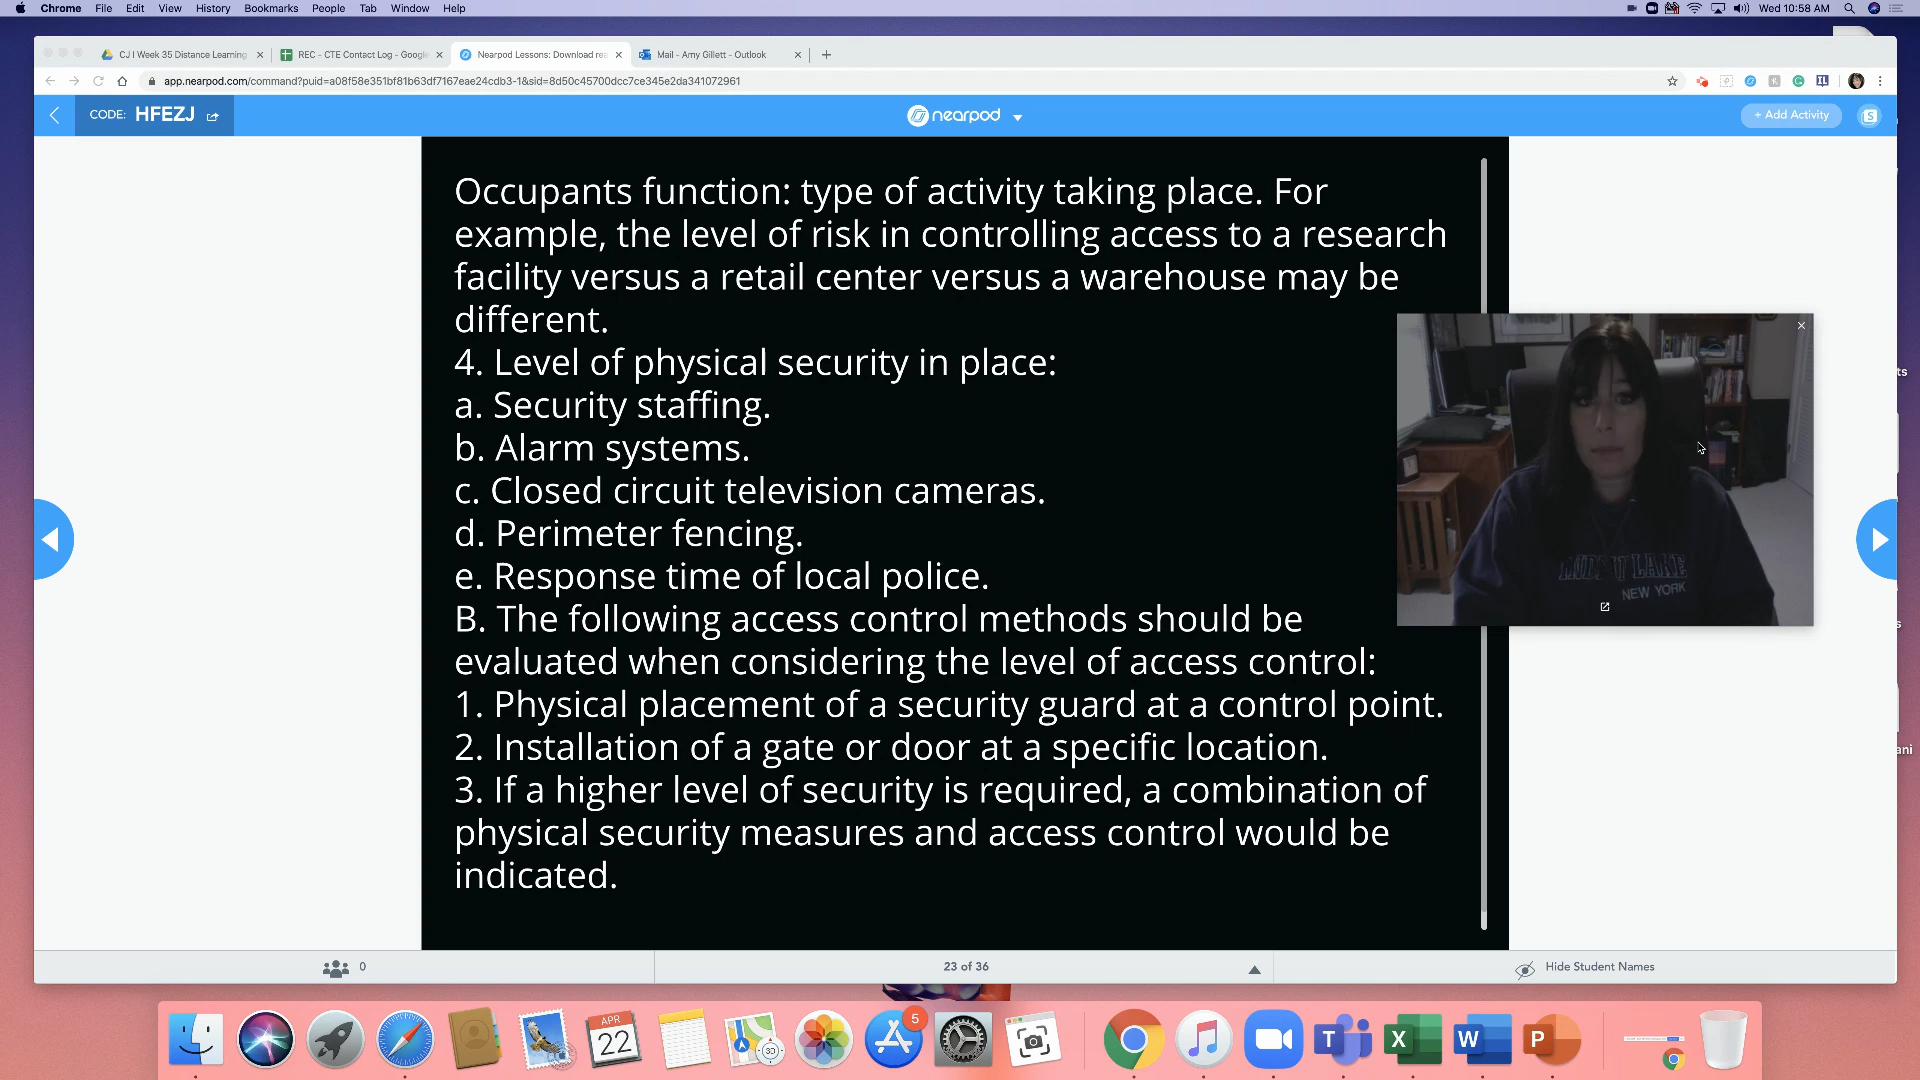 Chrome File Edit View History Bookmarks People Tab Window Help Wed 10:58 AM
CJ I Week 35 Distance Learning REC - CTE Contact Log - Google Nearpod Lessons: Download rea Mail - Amy Gillett - Outlook
app.nearpod.com/command?puid=a08f58e351bf81b63df7167eae24cdb3-1&sid=8d50c45700dcc7ce345e2da341072961
CODE: HFEZJ nearpod + Add Activity S
Occupants function: type of activity taking place. For
example, the level of risk in controlling access to a research
facility versus a retail center versus a warehouse may be
different.
4. Level of physical security in place:
a. Security staffing.
b. Alarm systems.
c. Closed circuit television cameras.
d. Perimeter fencing.
e. Response time of local police.
B. The following access control methods should be
evaluated when considering the level of access control:
1. Physical placement of a security guard at a control point.
2. Installation of a gate or door at a specific location.
3. If a higher level of security is required, a combination of
physical security measures and access control would be
indicated.
LAKE
NEW YORK
ts
s
ani
0 23 of 36 Hide Student Names
APR
22
3D
5
T X W P